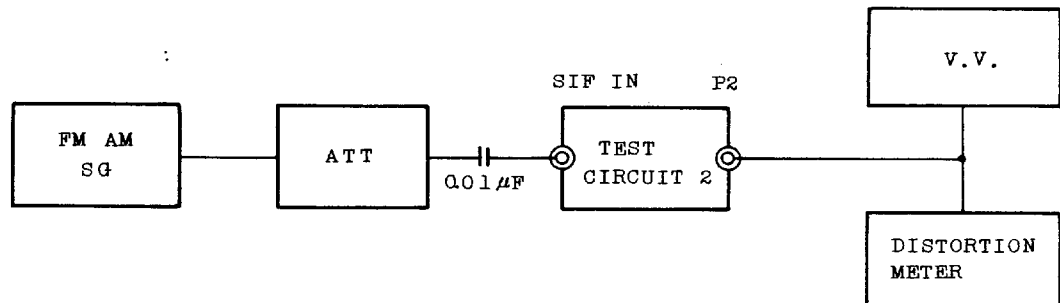 FM AM
SG
ATT
0.01μF
SIF IN
P2
TEST
CIRCUIT 2
V.V.
DISTORTION
METER